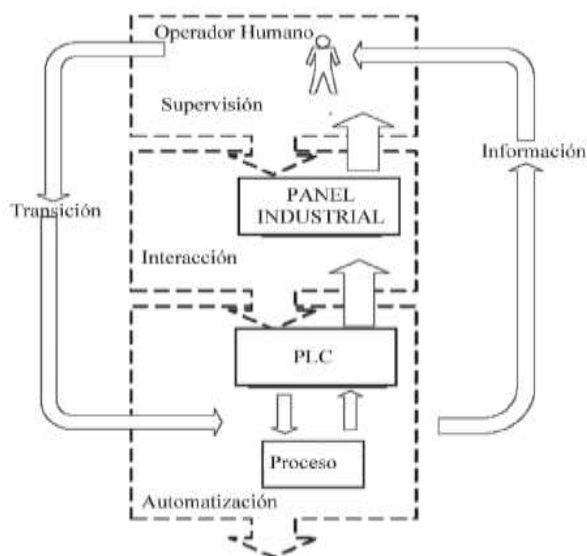 Operador Humano
Supervisión
Información
PANEL
INDUSTRIAL
Transición
Interacción
PLC
Proceso
Automatización